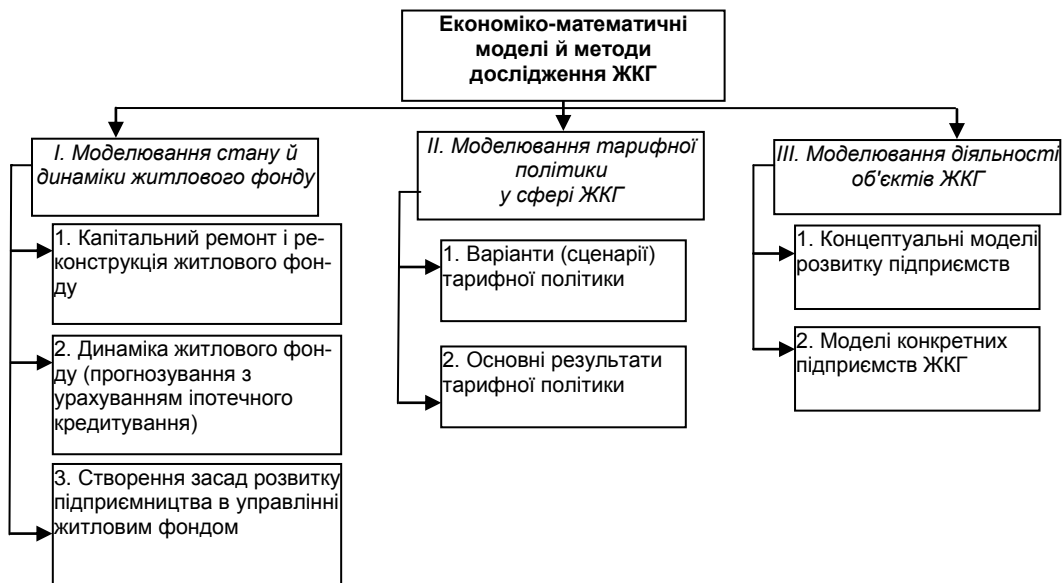 Економіко-математичні
моделі й методи
дослідження ЖКГ
І. Моделювання стану й
динаміки житлового фонду
ІІ. Моделювання тарифної
політики
у сфері ЖКГ
ІІІ. Моделювання діяльності
об'єктів ЖКГ
1. Капітальний ремонт і ре-
конструкція житлового фон-
ду
2. Динаміка житлового фон-
ду (прогнозування з
урахуванням іпотечного
кредитування)
3. Створення засад розвитку
підприємництва в управлінні
житловим фондом
1. Варіанти (сценарії)
тарифної політики
2. Основні результати
тарифної політики
1. Концептуальні моделі
розвитку підприємств
2. Моделі конкретних
підприємств ЖКГ